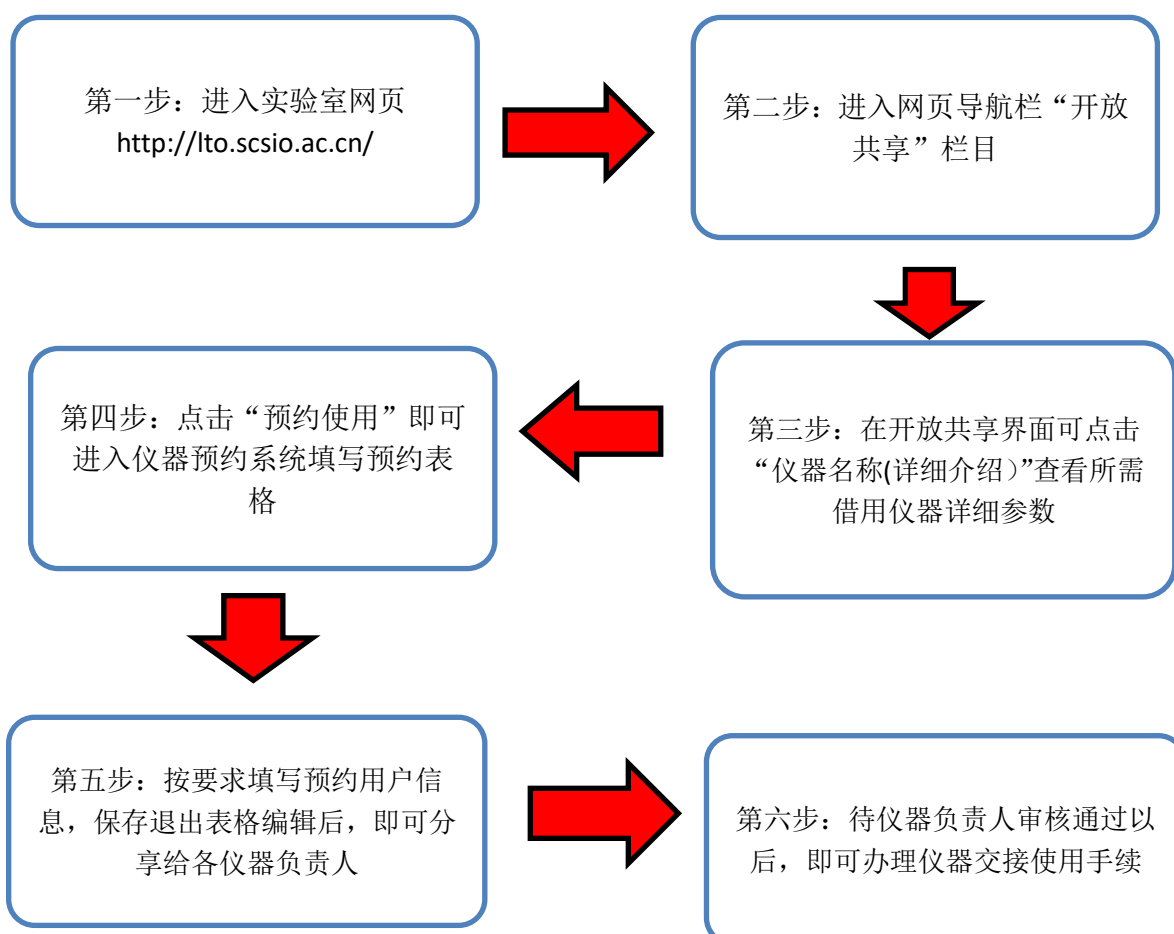 第一步：进入实验室网页
http://lto.scsio.ac.cn/
第二步：进入网页导航栏“开放
共享”栏目
第三步：在开放共享界面可点击
“仪器名称(详细介绍）”查看所需
借用仪器详细参数
第四步：点击“预约使用”即可
进入仪器预约系统填写预约表
格
第五步：按要求填写预约用户信
息，保存退出表格编辑后，即可分
享给各仪器负责人
第六步：待仪器负责人审核通过以
后，即可办理仪器交接使用手续